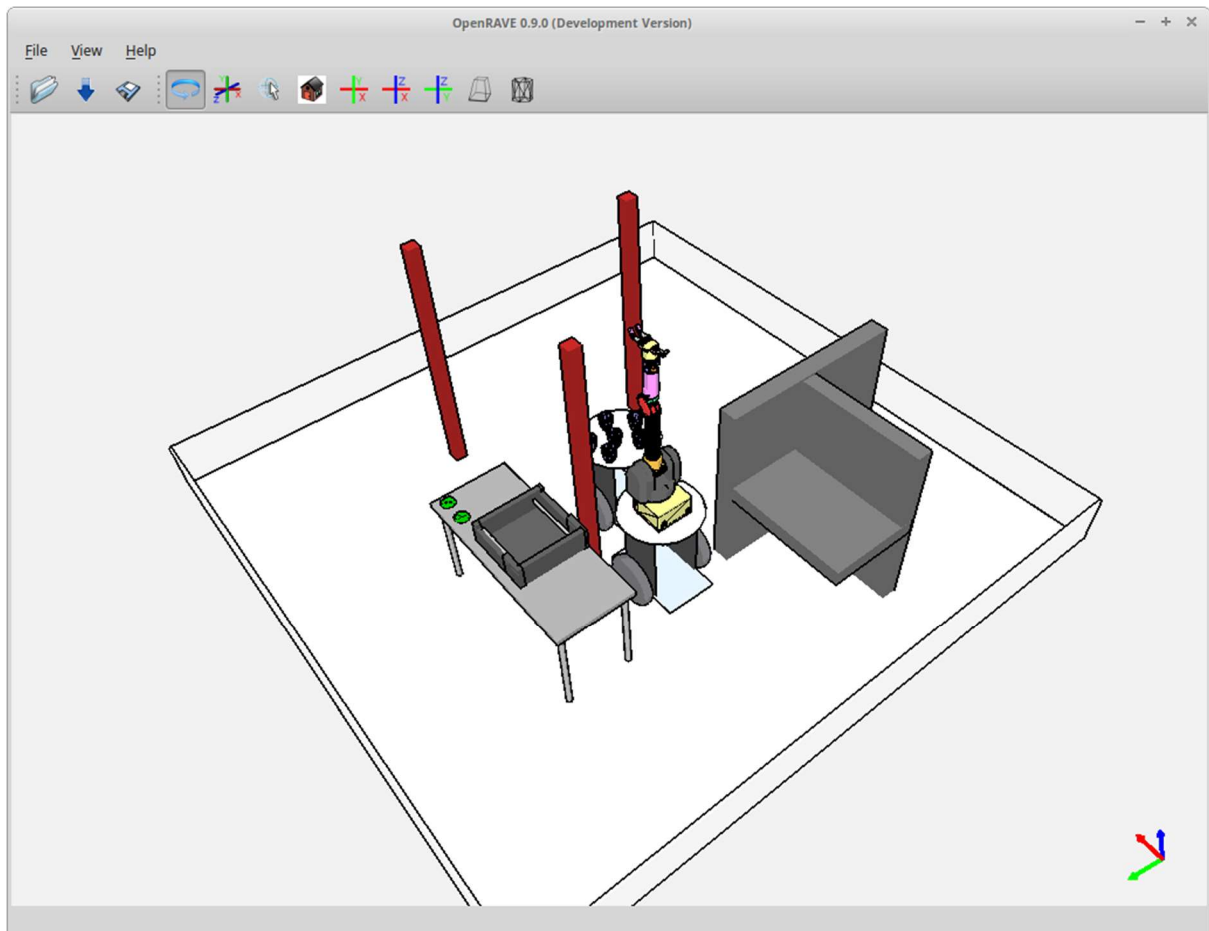 OpenRAVE 0.9.0 (Development Version)
File View Help
Y X Z
Y X
Z X
Z Y